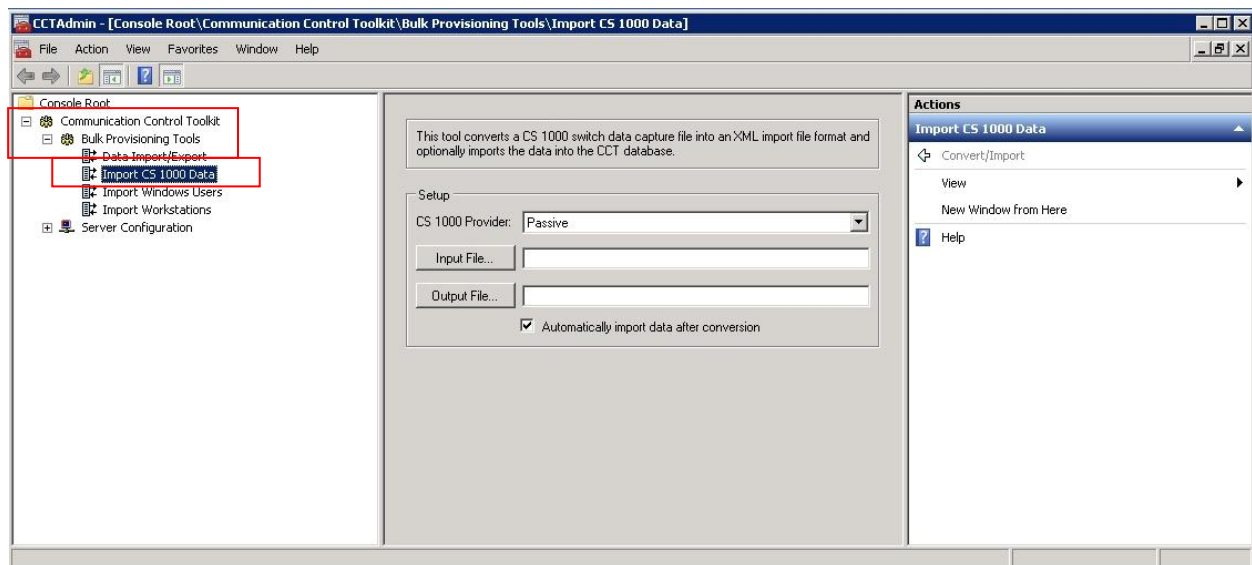 CCTAdmin - [Console Root\Communication Control Toolkit\Bulk Provisioning Tools\Import CS 1000 Data]
File Action View Favorites Window Help
Console Root
Communication Control Toolkit
Bulk Provisioning Tools
Data Import/Export
Import CS 1000 Data
Import Windows Users
Import Workstations
Server Configuration
This tool converts a CS 1000 switch data capture file into an XML import file format and
optionally imports the data into the CCT database.
Setup
CS 1000 Provider: Passive
Input File...
Output File...
Automatically import data after conversion
Actions
Import CS 1000 Data
Convert/Import
View
New Window from Here
Help